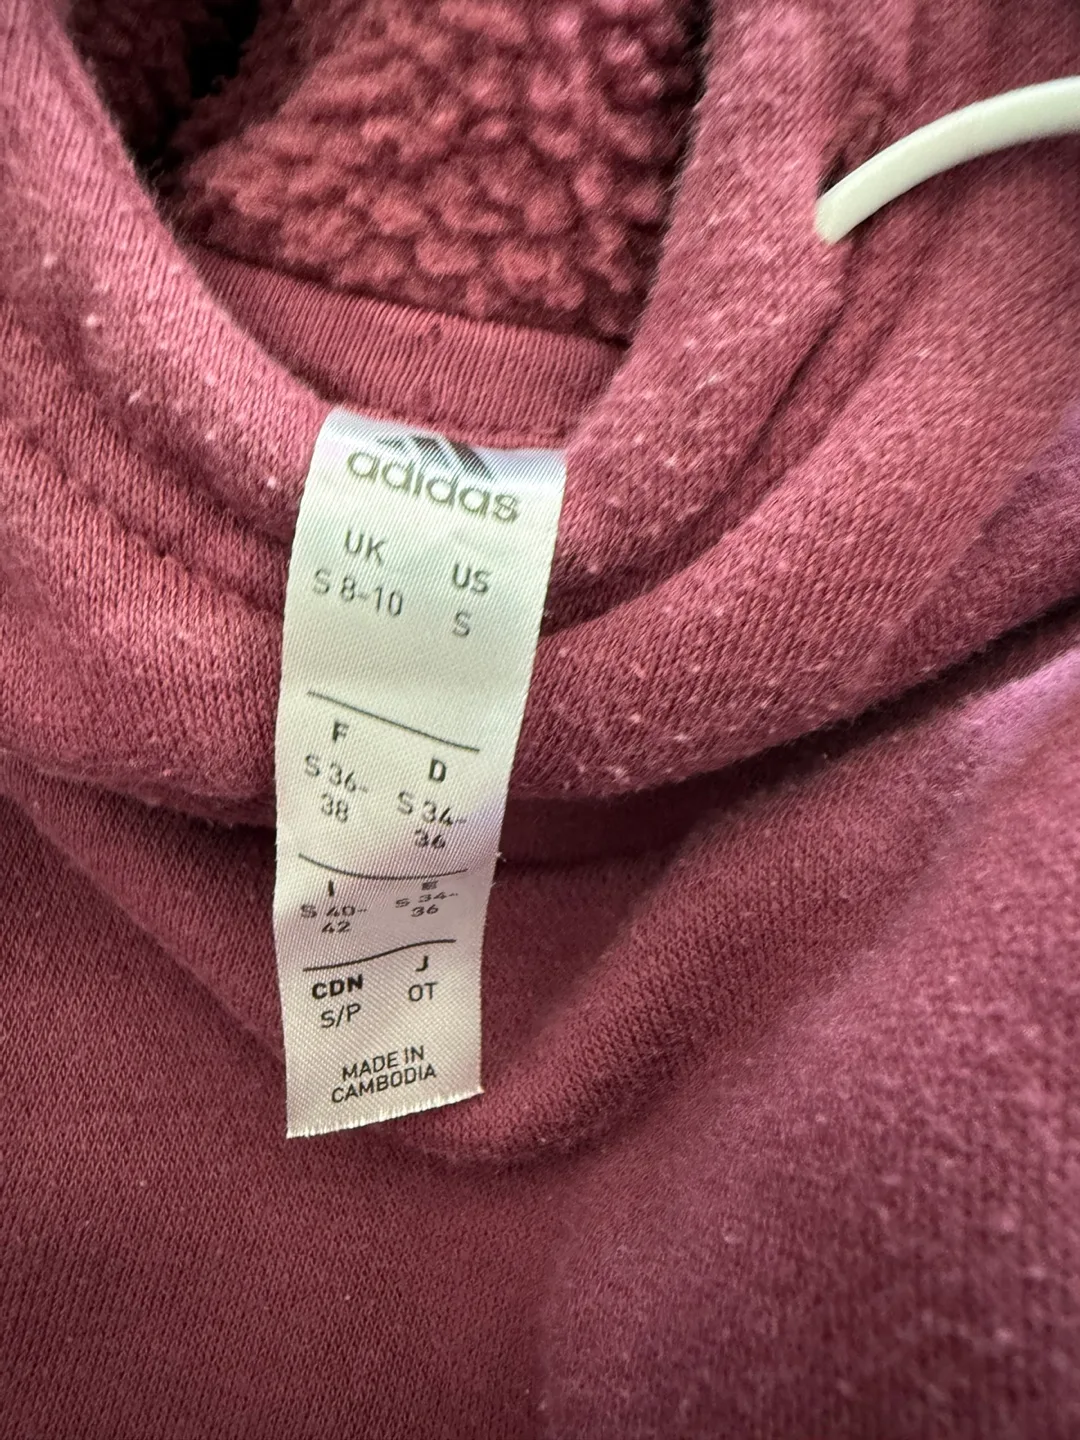 adidas
UK US
S 8-10 S
F D
S 36-38 S 34-36
I E
S 40-42 S 34-36
CDN J
S/P OT
MADE IN
CAMBODIA